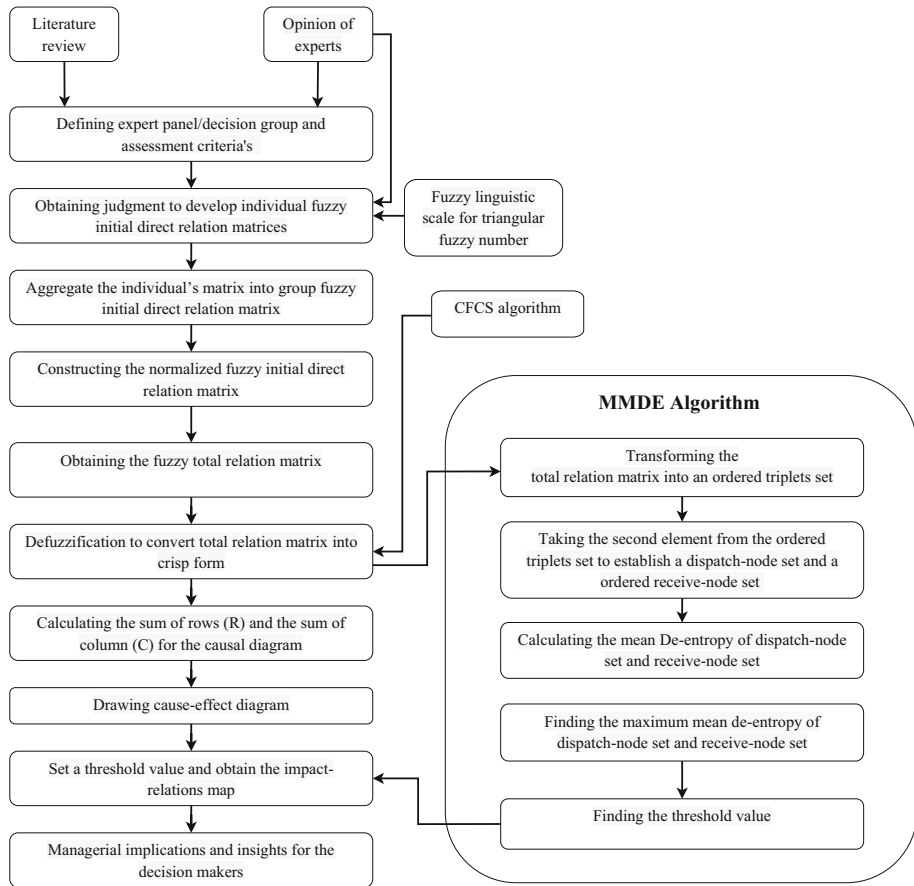 Literature
review
Opinion of
experts
Defining expert panel/decision group and
assessment criteria's
Obtaining judgment to develop individual fuzzy
initial direct relation matrices
Fuzzy linguistic
scale for triangular
fuzzy number
Aggregate the individual's matrix into group fuzzy
initial direct relation matrix
CFCS algorithm
Constructing the normalized fuzzy initial direct
relation matrix
Obtaining the fuzzy total relation matrix
Defuzzification to convert total relation matrix into
crisp form
Calculating the sum of rows (R) and the sum of
column (C) for the causal diagram
Drawing cause-effect diagram
Set a threshold value and obtain the impact-
relations map
Managerial implications and insights for the
decision makers
MMDE Algorithm
Transforming the
total relation matrix into an ordered triplets set
Taking the second element from the ordered
triplets set to establish a dispatch-node set and a
ordered receive-node set
Calculating the mean De-entropy of dispatch-node
set and receive-node set
Finding the maximum mean de-entropy of
dispatch-node set and receive-node set
Finding the threshold value